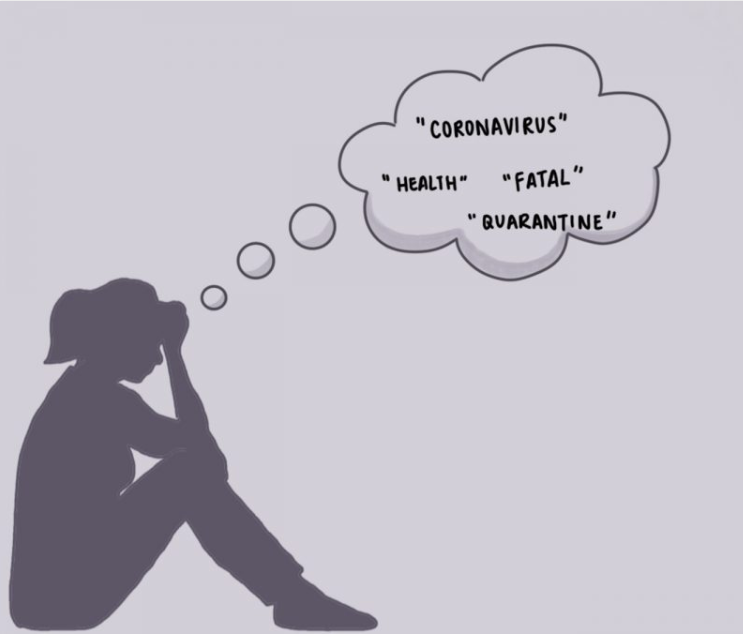 "CORONAVIRUS"
"HEALTH" "FATAL"
"QUARANTINE"